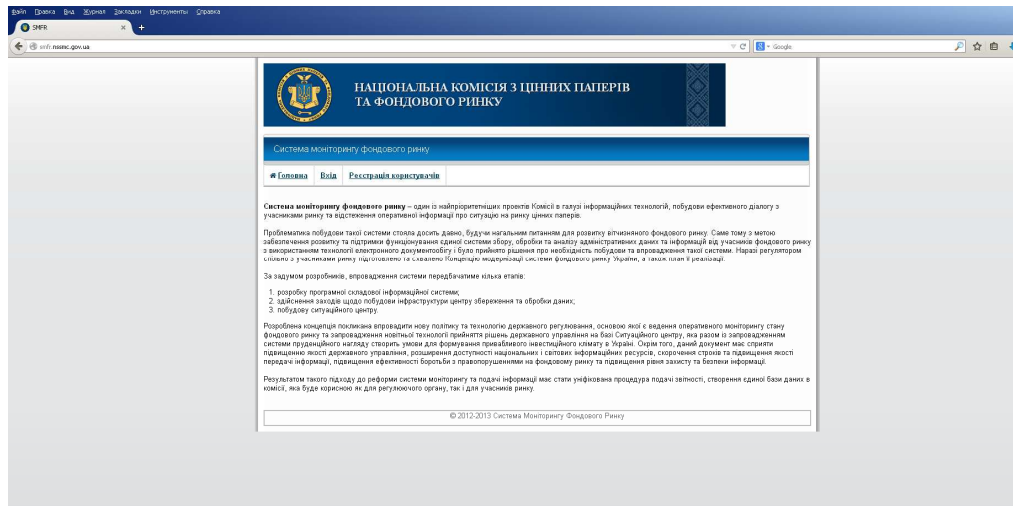 Файл Правка Вид Журнал Закладки Инструменты Справка
SMFR × +
smfr.nssmc.gov.ua
Google
НАЦІОНАЛЬНА КОМІСІЯ З ЦІННИХ ПАПЕРІВ
ТА ФОНДОВОГО РИНКУ
Система моніторингу фондового ринку
Головна Вхід Реєстрація користувачів
Система моніторингу фондового ринку – один із найпріоритетніших проектів Комісії в галузі інформаційних технологій, побудови ефективного діалогу з
учасниками ринку та відстеження оперативної інформації про ситуацію на ринку цінних паперів.
Проблематика побудови такої системи стояла досить давно, будучи нагальним питанням для розвитку вітчизняного фондового ринку. Саме тому з метою
забезпечення розвитку та підтримки функціонування єдиної системи збору, обробки та аналізу адміністративних даних та інформації від учасників фондового ринку
з використанням технології електронного документообігу і було прийнято рішення про необхідність побудови та впровадження такої системи. Наразі регулятором
спільно з учасниками ринку підготовлено та схвалено Концепцію модернізації системи фондового ринку України, а також план її реалізації.
За задумом розробників, впровадження системи передбачатиме кілька етапів:
1. розробку програмної складової інформаційної системи;
2. здійснення заходів щодо побудови інфраструктури центру збереження та обробки даних;
3. побудову ситуаційного центру.
Розроблена концепція покликана впровадити нову політику та технологію державного регулювання, основою якої є ведення оперативного моніторингу стану
фондового ринку та запровадження новітньої технології прийняття рішень державного управління на базі Ситуаційного центру, яка разом із запровадженням
системи пруденційного нагляду створить умови для формування привабливого інвестиційного клімату в Україні. Окрім того, даний документ має сприяти
підвищенню якості державного управління, розширення доступності національних і світових інформаційних ресурсів, скорочення строків та підвищення якості
передачі інформації, підвищення ефективності боротьби з правопорушеннями на фондовому ринку та підвищення рівня захисту та безпеки інформації.
Результатом такого підходу до реформи системи моніторингу та подачі інформації має стати уніфікована процедура подачі звітності, створення єдиної бази даних в
комісії, яка буде корисною як для регулюючого органу, так і для учасників ринку.
© 2012-2013 Система Моніторингу Фондового Ринку